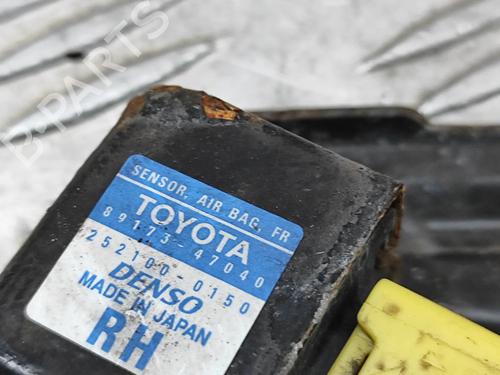 B-PARTS
SENSOR, AIR BAG, FR
TOYOTA
89173-47040
252100-0150
DENSO
MADE IN JAPAN
RH